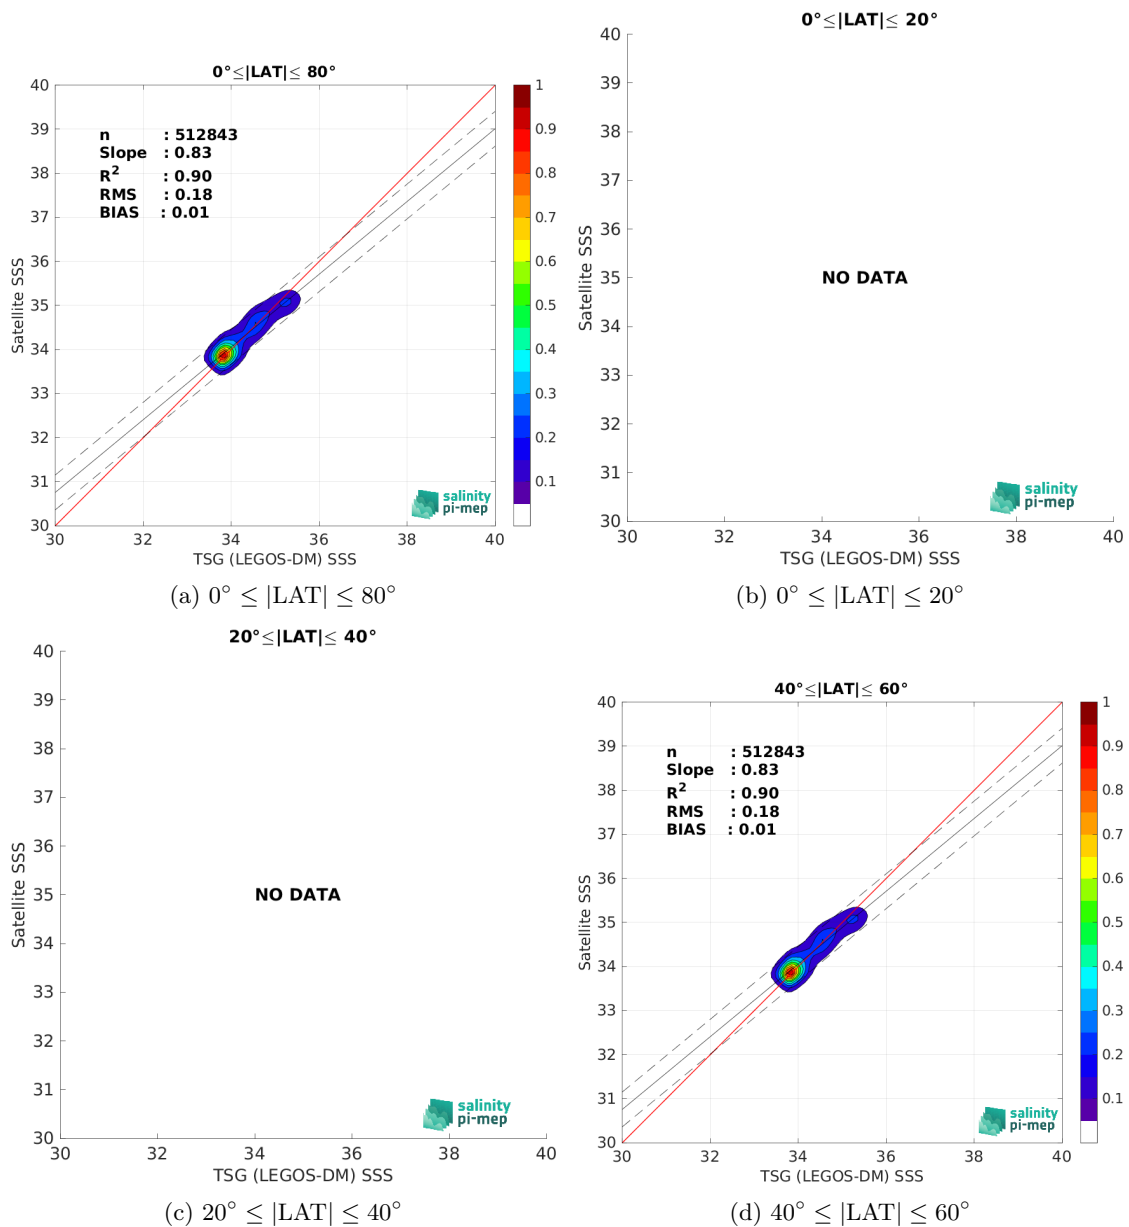 0°≤|LAT|≤ 80°
n : 512843
Slope : 0.83
R² : 0.90
RMS : 0.18
BIAS : 0.01
40
39
38
37
36
35
34
33
32
31
30
Satellite SSS
30 32 34 36 38 40
TSG (LEGOS-DM) SSS
1
0.9
0.8
0.7
0.6
0.5
0.4
0.3
0.2
0.1
salinity
pi-mep
(a) 0° ≤ |LAT| ≤ 80°
0°≤|LAT|≤ 20°
40
39
38
37
36
35
34
33
32
31
30
Satellite SSS
NO DATA
30 32 34 36 38 40
TSG (LEGOS-DM) SSS
salinity
pi-mep
(b) 0° ≤ |LAT| ≤ 20°
20°≤|LAT|≤ 40°
40
39
38
37
36
35
34
33
32
31
30
Satellite SSS
NO DATA
30 32 34 36 38 40
TSG (LEGOS-DM) SSS
salinity
pi-mep
(c) 20° ≤ |LAT| ≤ 40°
40°≤|LAT|≤ 60°
n : 512843
Slope : 0.83
R² : 0.90
RMS : 0.18
BIAS : 0.01
40
39
38
37
36
35
34
33
32
31
30
Satellite SSS
30 32 34 36 38 40
TSG (LEGOS-DM) SSS
1
0.9
0.8
0.7
0.6
0.5
0.4
0.3
0.2
0.1
salinity
pi-mep
(d) 40° ≤ |LAT| ≤ 60°